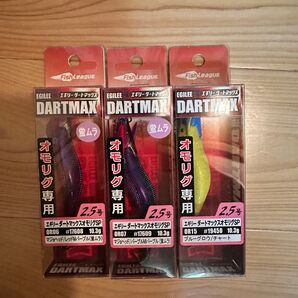 FishLeague
FishLeague
FishLeague
EGILEE エギリーダートマックス
DARTMAX
蛍ムラ
オモリグ専用
2.5号
エギリーダートマックスオモリグSP
OR06 #17608 10.3g
EGILEE エギリーダートマックス
DARTMAX
蛍ムラ
オモリグ専用
2.5号
エギリーダートマックスオモリグSP
OR07 #17609 10.3g
EGILEE エギリーダートマックス
DARTMAX
オモリグ専用
2.5号
エギリーダートマックスオモリグSP
OR15 #19450 10.3g
ブルーグロウ/チャート
DARTMAX